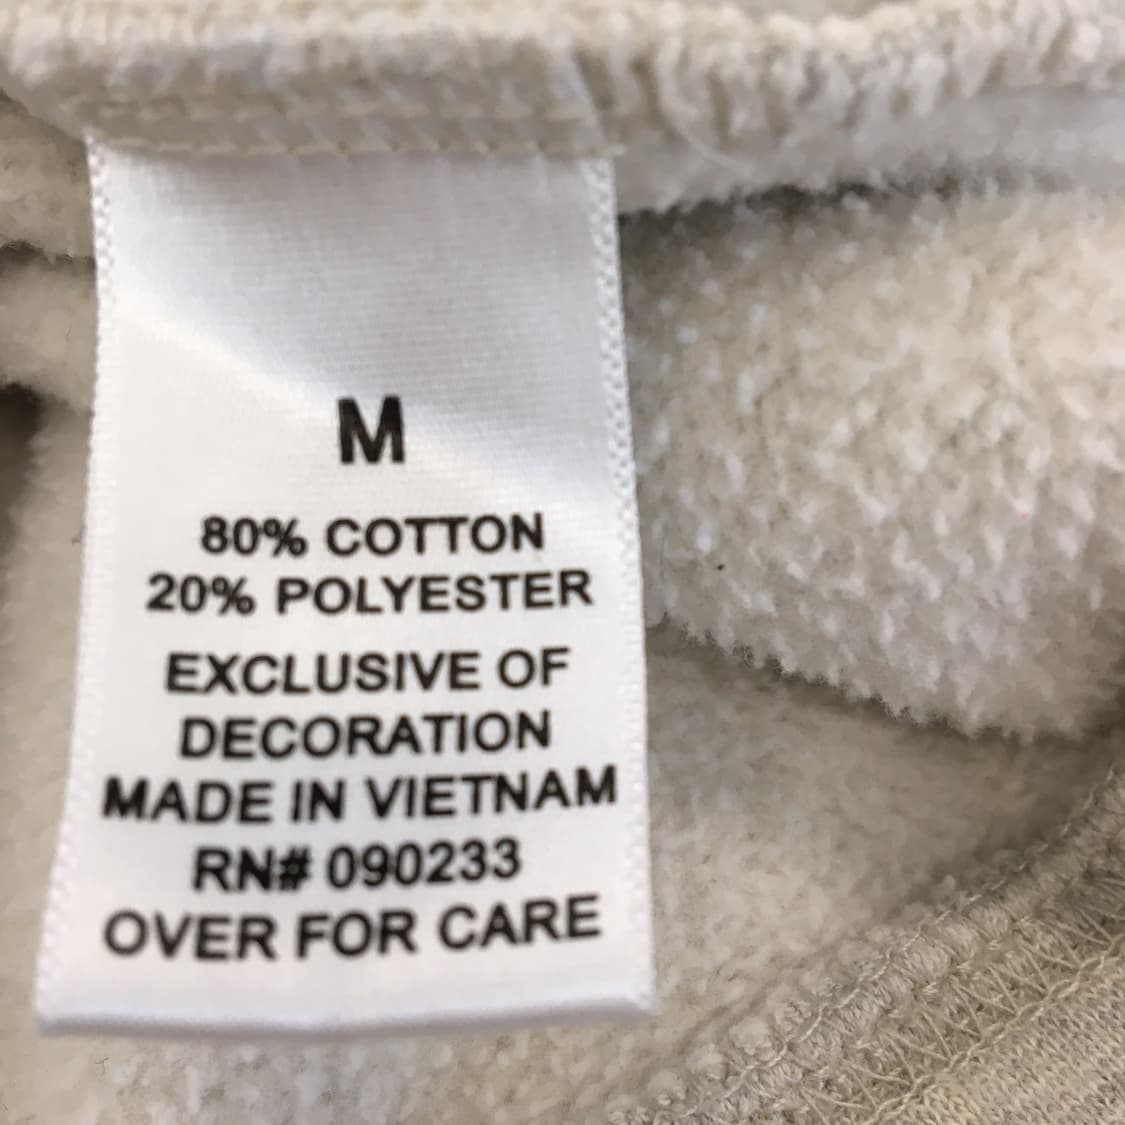 M
80% COTTON
20% POLYESTER
EXCLUSIVE OF
DECORATION
MADE IN VIETNAM
RN# 090233
OVER FOR CARE